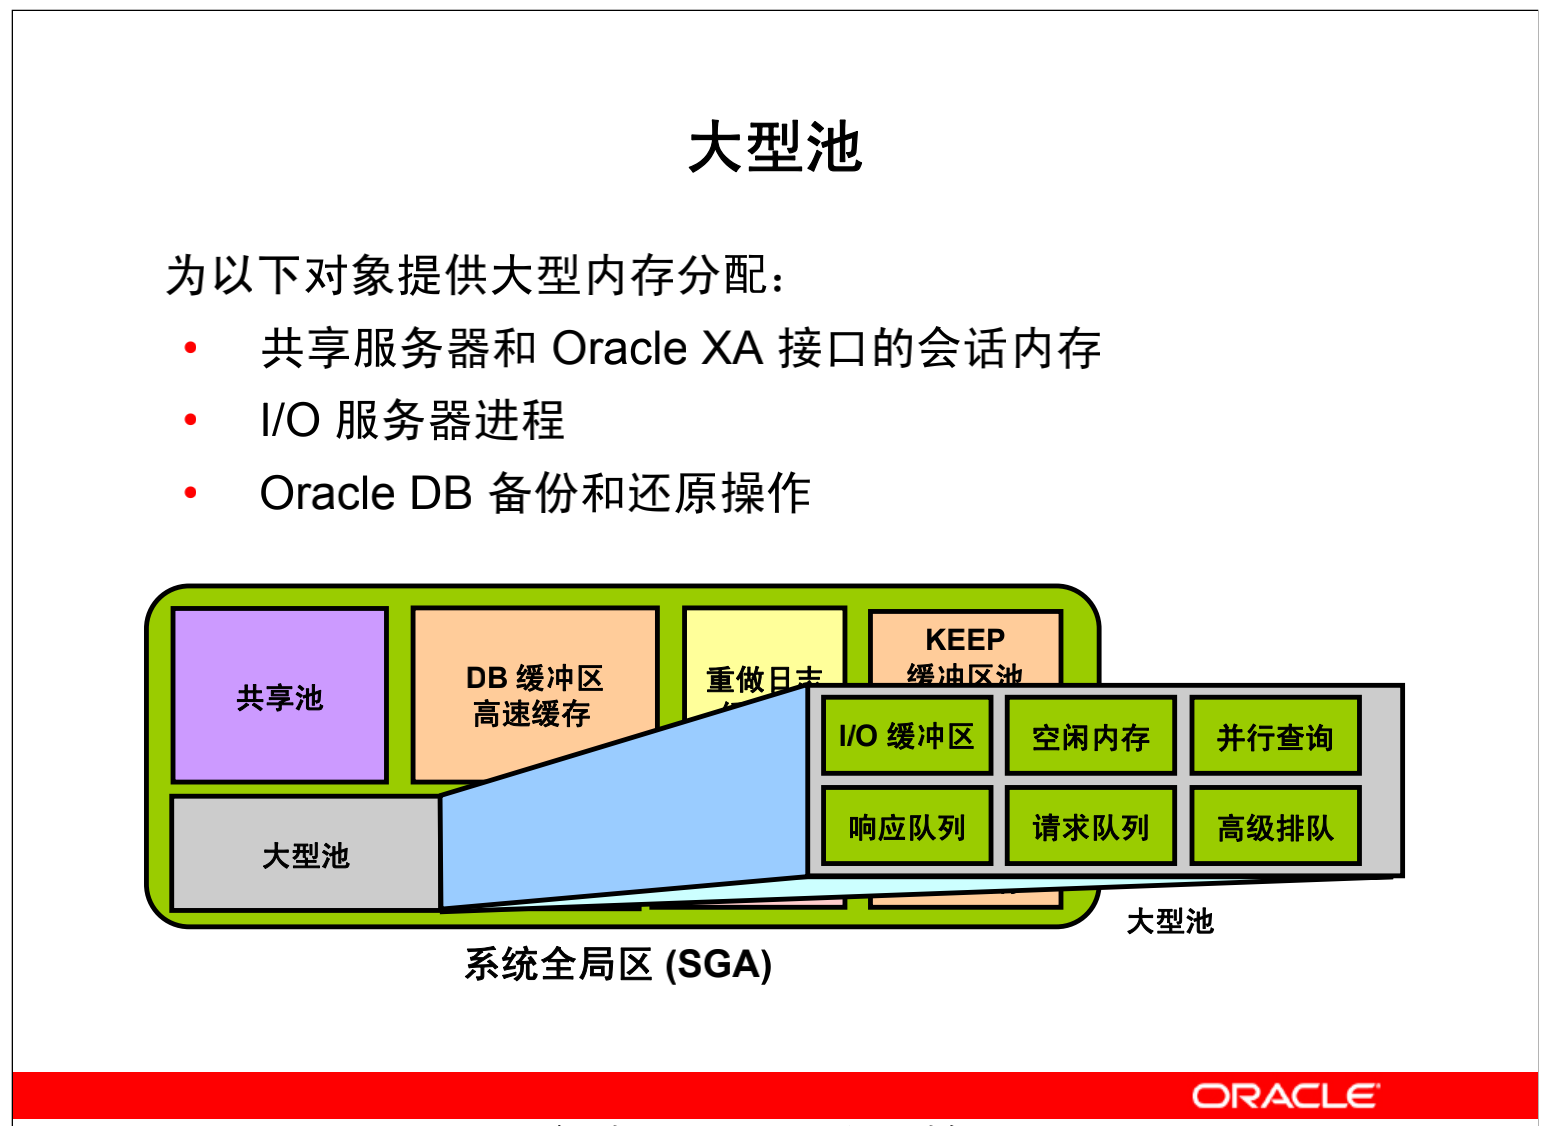 大型池
为以下对象提供大型内存分配：
• 共享服务器和 Oracle XA 接口的会话内存
• I/O 服务器进程
• Oracle DB 备份和还原操作
共享池
DB 缓冲区
高速缓存
重做日志
KEEP
缓冲区池
I/O 缓冲区
空闲内存
并行查询
响应队列
请求队列
高级排队
大型池
大型池
系统全局区 (SGA)
ORACLE